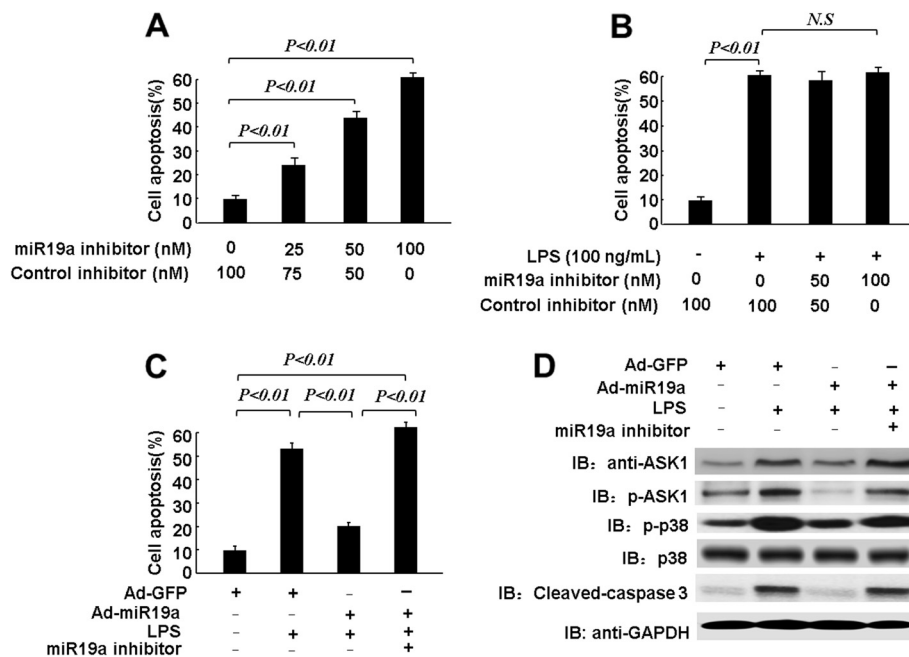 A
P<0.01
P<0.01
P<0.01
Cell apoptosis(%)
60
50
40
30
20
10
0
miR19a inhibitor (nM) 0 25 50 100
Control inhibitor (nM) 100 75 50 0
B
N.S
P<0.01
Cell apoptosis(%)
60
50
40
30
20
10
0
LPS (100 ng/mL) - + + +
miR19a inhibitor (nM) 0 0 50 100
Control inhibitor (nM) 100 100 50 0
C
P<0.01
P<0.01 P<0.01 P<0.01
Cell apoptosis(%)
60
50
40
30
20
10
0
Ad-GFP + + - -
Ad-miR19a - - + +
LPS - + + +
miR19a inhibitor - - - +
D
Ad-GFP + + - -
Ad-miR19a - - + +
LPS - + + +
miR19a inhibitor - - - +
IB: anti-ASK1
IB: p-ASK1
IB: p-p38
IB: p38
IB: Cleaved-caspase 3
IB: anti-GAPDH